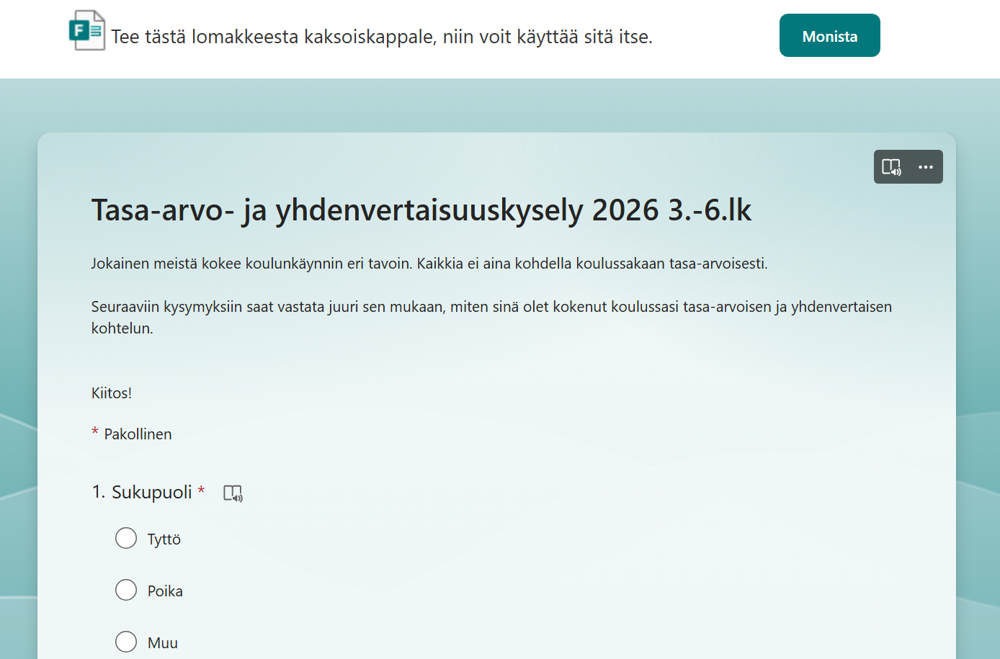 Tee tästä lomakkeesta kaksoiskappale, niin voit käyttää sitä itse.
Monista
Tasa-arvo- ja yhdenvertaisuuskysely 2026 3.-6.lk
Jokainen meistä kokee koulunkäynnin eri tavoin. Kaikkia ei aina kohdella koulussakaan tasa-arvoisesti.
Seuraaviin kysymyksiin saat vastata juuri sen mukaan, miten sinä olet kokenut koulussasi tasa-arvoisen ja yhdenvertaisen
kohtelun.
Kiitos!
* Pakollinen
1. Sukupuoli *
Tyttö
Poika
Muu